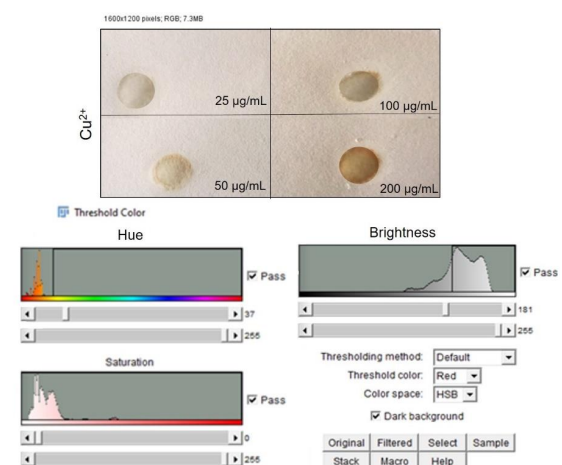 1600x1200 pixels; RGB; 7.3MB
Cu²⁺
25 µg/mL
100 µg/mL
50 µg/mL
200 µg/mL
Threshold Color
Hue
Pass
37
255
Brightness
Pass
181
255
Saturation
Pass
0
255
Thresholding method: Default
Threshold color: Red
Color space: HSB
Dark background
Original Filtered Select Sample
Stack Macro Help